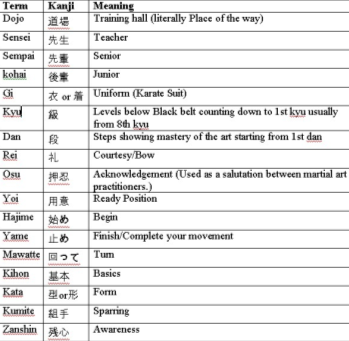 Term Kanji Meaning
Dojo 道場 Training hall (literally Place of the way)
Sensei 先生 Teacher
Sempai 先輩 Senior
kohai 後輩 Junior
Gi 衣 or 着 Uniform (Karate Suit)
Kyu 級 Levels below Black belt counting down to 1st kyu usually
from 8th kyu
Dan 段 Steps showing mastery of the art starting from 1st dan
Rei 礼 Courtesy/Bow
Osu 押忍 Acknowledgement (Used as a salutation between martial art
practitioners.)
Yoi 用意 Ready Position
Hajime 始め Begin
Yame 止め Finish/Complete your movement
Mawatte 回って Turn
Kihon 基本 Basics
Kata 型or形 Form
Kumite 組手 Sparring
Zanshin 残心 Awareness